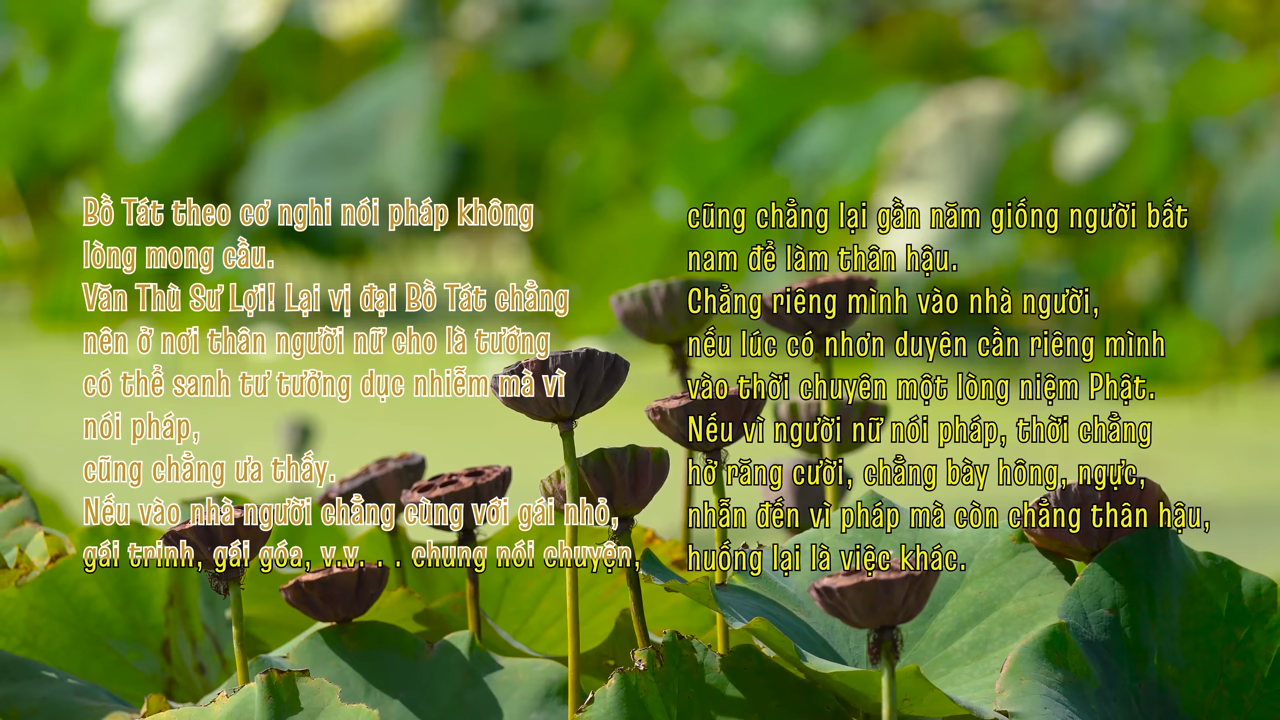 Bồ Tát theo cơ nghi nói pháp không
lòng mong cầu.
Văn Thù Sư Lợi! Lại vị đại Bồ Tát chẳng
nên ở nơi thân người nữ cho là tướng
có thể sanh tư tưởng dục nhiễm mà vì
nói pháp,
cũng chẳng ưa thấy.
Nếu vào nhà người chẳng cùng với gái nhỏ,
gái trinh, gái góa, v.v. . . chung nói chuyện,
cũng chẳng lại gần năm giống người bất
nam để làm thân hậu.
Chẳng riêng mình vào nhà người,
nếu lúc có nhơn duyên cần riêng mình
vào thời chuyên một lòng niệm Phật.
Nếu vì người nữ nói pháp, thời chẳng
hở răng cười, chẳng bày hông, ngực,
nhẫn đến vì pháp mà còn chẳng thân hậu,
huống lại là việc khác.